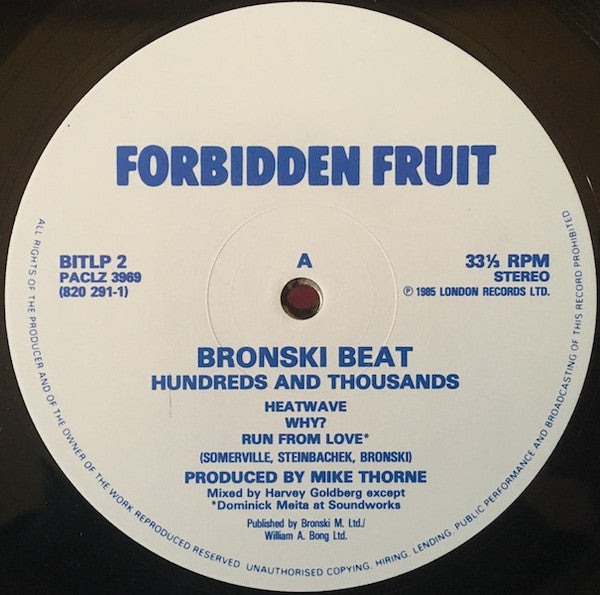 FORBIDDEN FRUIT
BITLP 2
PACLZ 3969
(820 291-1)
A
33⅓ RPM
STEREO
℗ 1985 LONDON RECORDS LTD.
BRONSKI BEAT
HUNDREDS AND THOUSANDS
HEATWAVE
WHY?
RUN FROM LOVE*
(SOMERVILLE, STEINBACHEK, BRONSKI)
PRODUCED BY MIKE THORNE
Mixed by Harvey Goldberg except
*Dominick Meita at Soundworks
Published by Bronski M. Ltd./
William A. Bong Ltd.
ALL RIGHTS OF THE PRODUCER AND OF THE OWNER OF THE WORK REPRODUCED RESERVED UNAUTHORISED COPYING, HIRING, LENDING, PUBLIC PERFORMANCE AND BROADCASTING OF THIS RECORD PROHIBITED